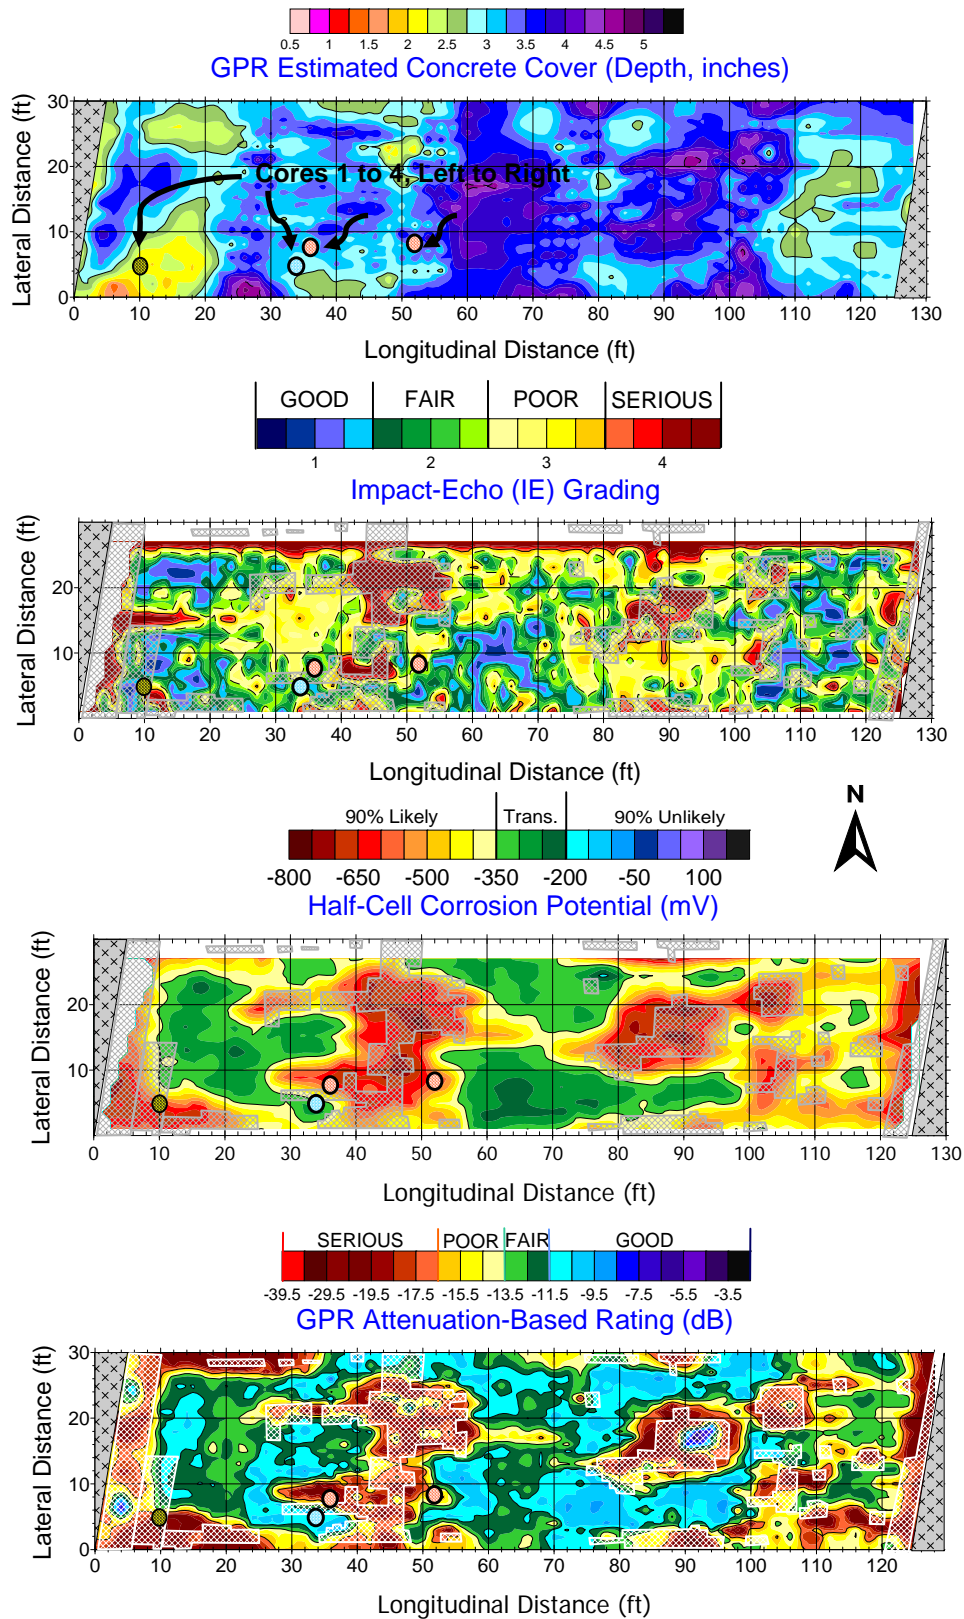 0.5 1 1.5 2 2.5 3 3.5 4 4.5 5
GPR Estimated Concrete Cover (Depth, inches)
30
20
10
0
Lateral Distance (ft)
Cores 1 to 4, Left to Right
0 10 20 30 40 50 60 70 80 90 100 110 120 130
Longitudinal Distance (ft)
GOOD FAIR POOR SERIOUS
1 2 3 4
Impact-Echo (IE) Grading
20
10
Lateral Distance (ft)
0 10 20 30 40 50 60 70 80 90 100 110 120 130
Longitudinal Distance (ft)
N
90% Likely Trans. 90% Unlikely
-800 -650 -500 -350 -200 -50 100
Half-Cell Corrosion Potential (mV)
30
20
10
0
Lateral Distance (ft)
0 10 20 30 40 50 60 70 80 90 100 110 120 130
Longitudinal Distance (ft)
SERIOUS POOR FAIR GOOD
-39.5 -29.5 -19.5 -17.5 -15.5 -13.5 -11.5 -9.5 -7.5 -5.5 -3.5
GPR Attenuation-Based Rating (dB)
30
20
10
0
Lateral Distance (ft)
0 10 20 30 40 50 60 70 80 90 100 110 120
Longitudinal Distance (ft)